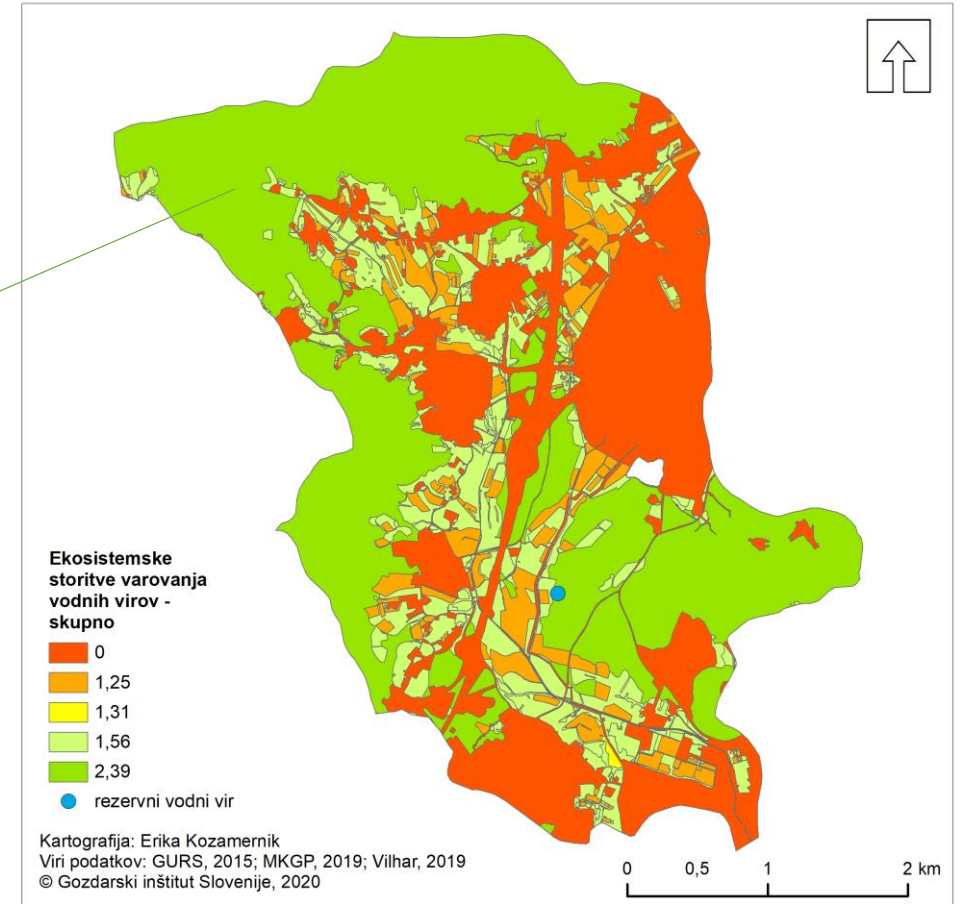 Ekosistemske
storitve varovanja
vodnih virov -
skupno
0
1,25
1,31
1,56
2,39
rezervni vodni vir
Kartografija: Erika Kozamernik
Viri podatkov: GURS, 2015; MKGP, 2019; Vilhar, 2019
© Gozdarski inštitut Slovenije, 2020
0 0,5 1 2 km